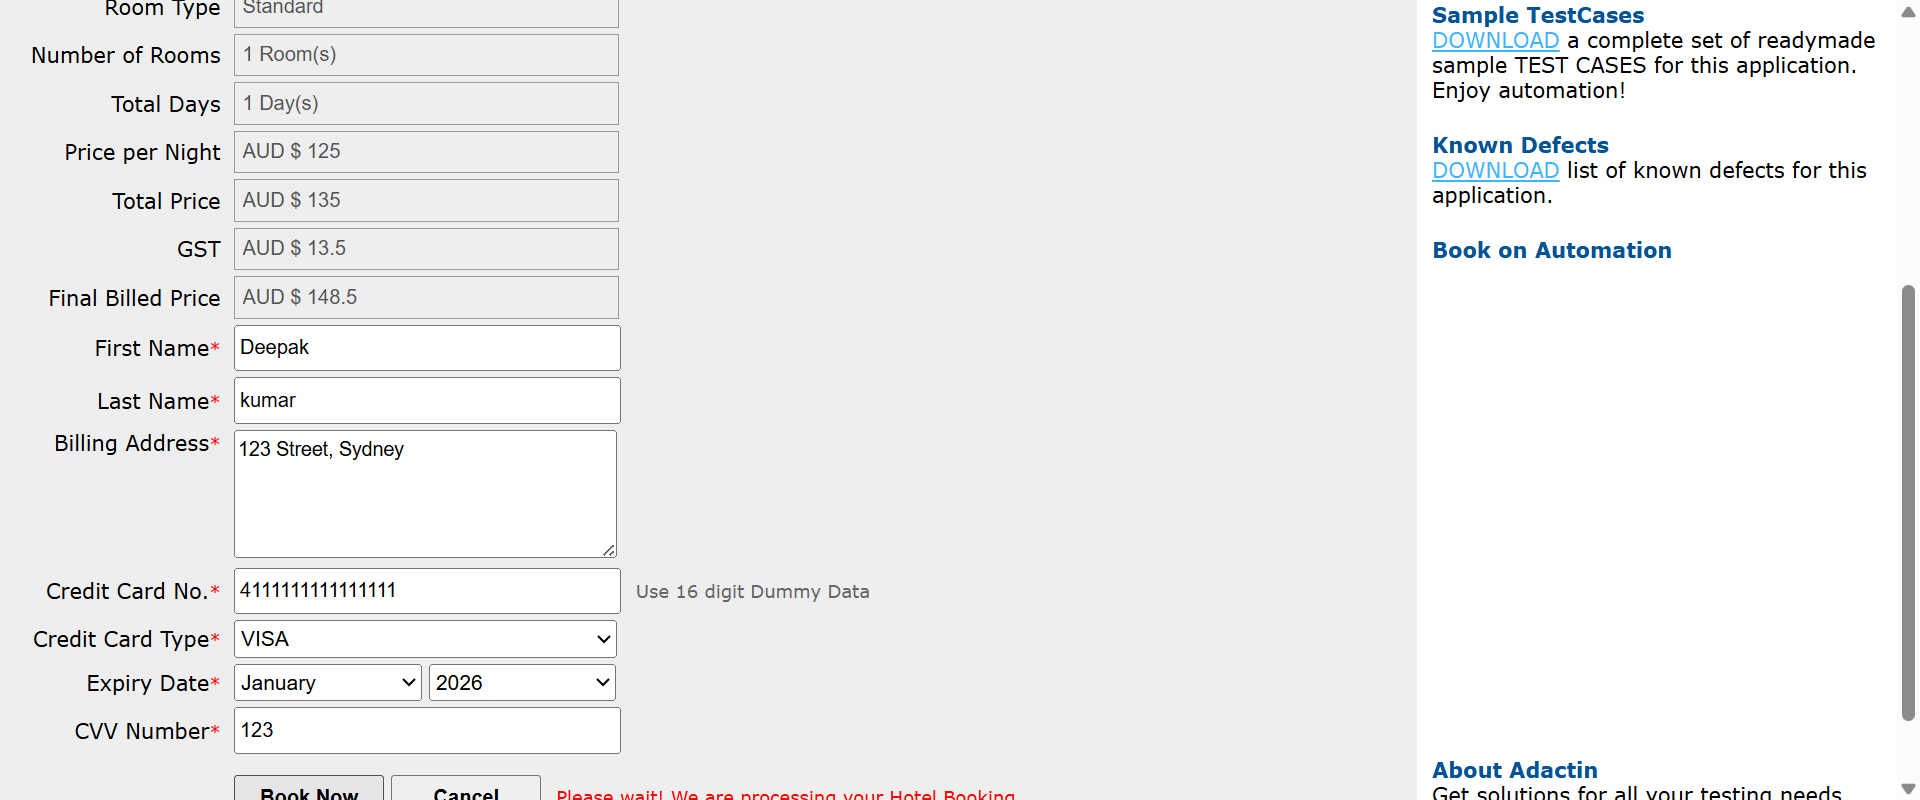 Room Type Standard
Number of Rooms 1 Room(s)
Total Days 1 Day(s)
Price per Night AUD $ 125
Total Price AUD $ 135
GST AUD $ 13.5
Final Billed Price AUD $ 148.5
First Name* Deepak
Last Name* kumar
Billing Address* 123 Street, Sydney
Credit Card No.* 4111111111111111 Use 16 digit Dummy Data
Credit Card Type* VISA
Expiry Date* January 2026
CVV Number* 123
Book Now Cancel Please wait! We are processing your Hotel Booking
Sample TestCases
DOWNLOAD a complete set of readymade
sample TEST CASES for this application.
Enjoy automation!
Known Defects
DOWNLOAD list of known defects for this
application.
Book on Automation
About Adactin
Get solutions for all your testing needs